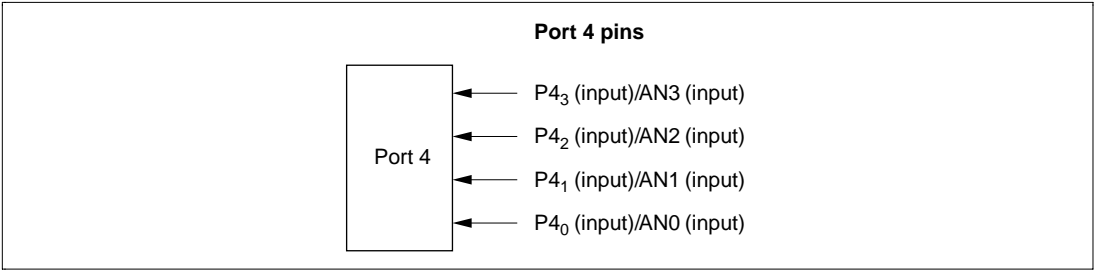 Port 4 pins
P4₃ (input)/AN3 (input)
P4₂ (input)/AN2 (input)
Port 4
P4₁ (input)/AN1 (input)
P4₀ (input)/AN0 (input)